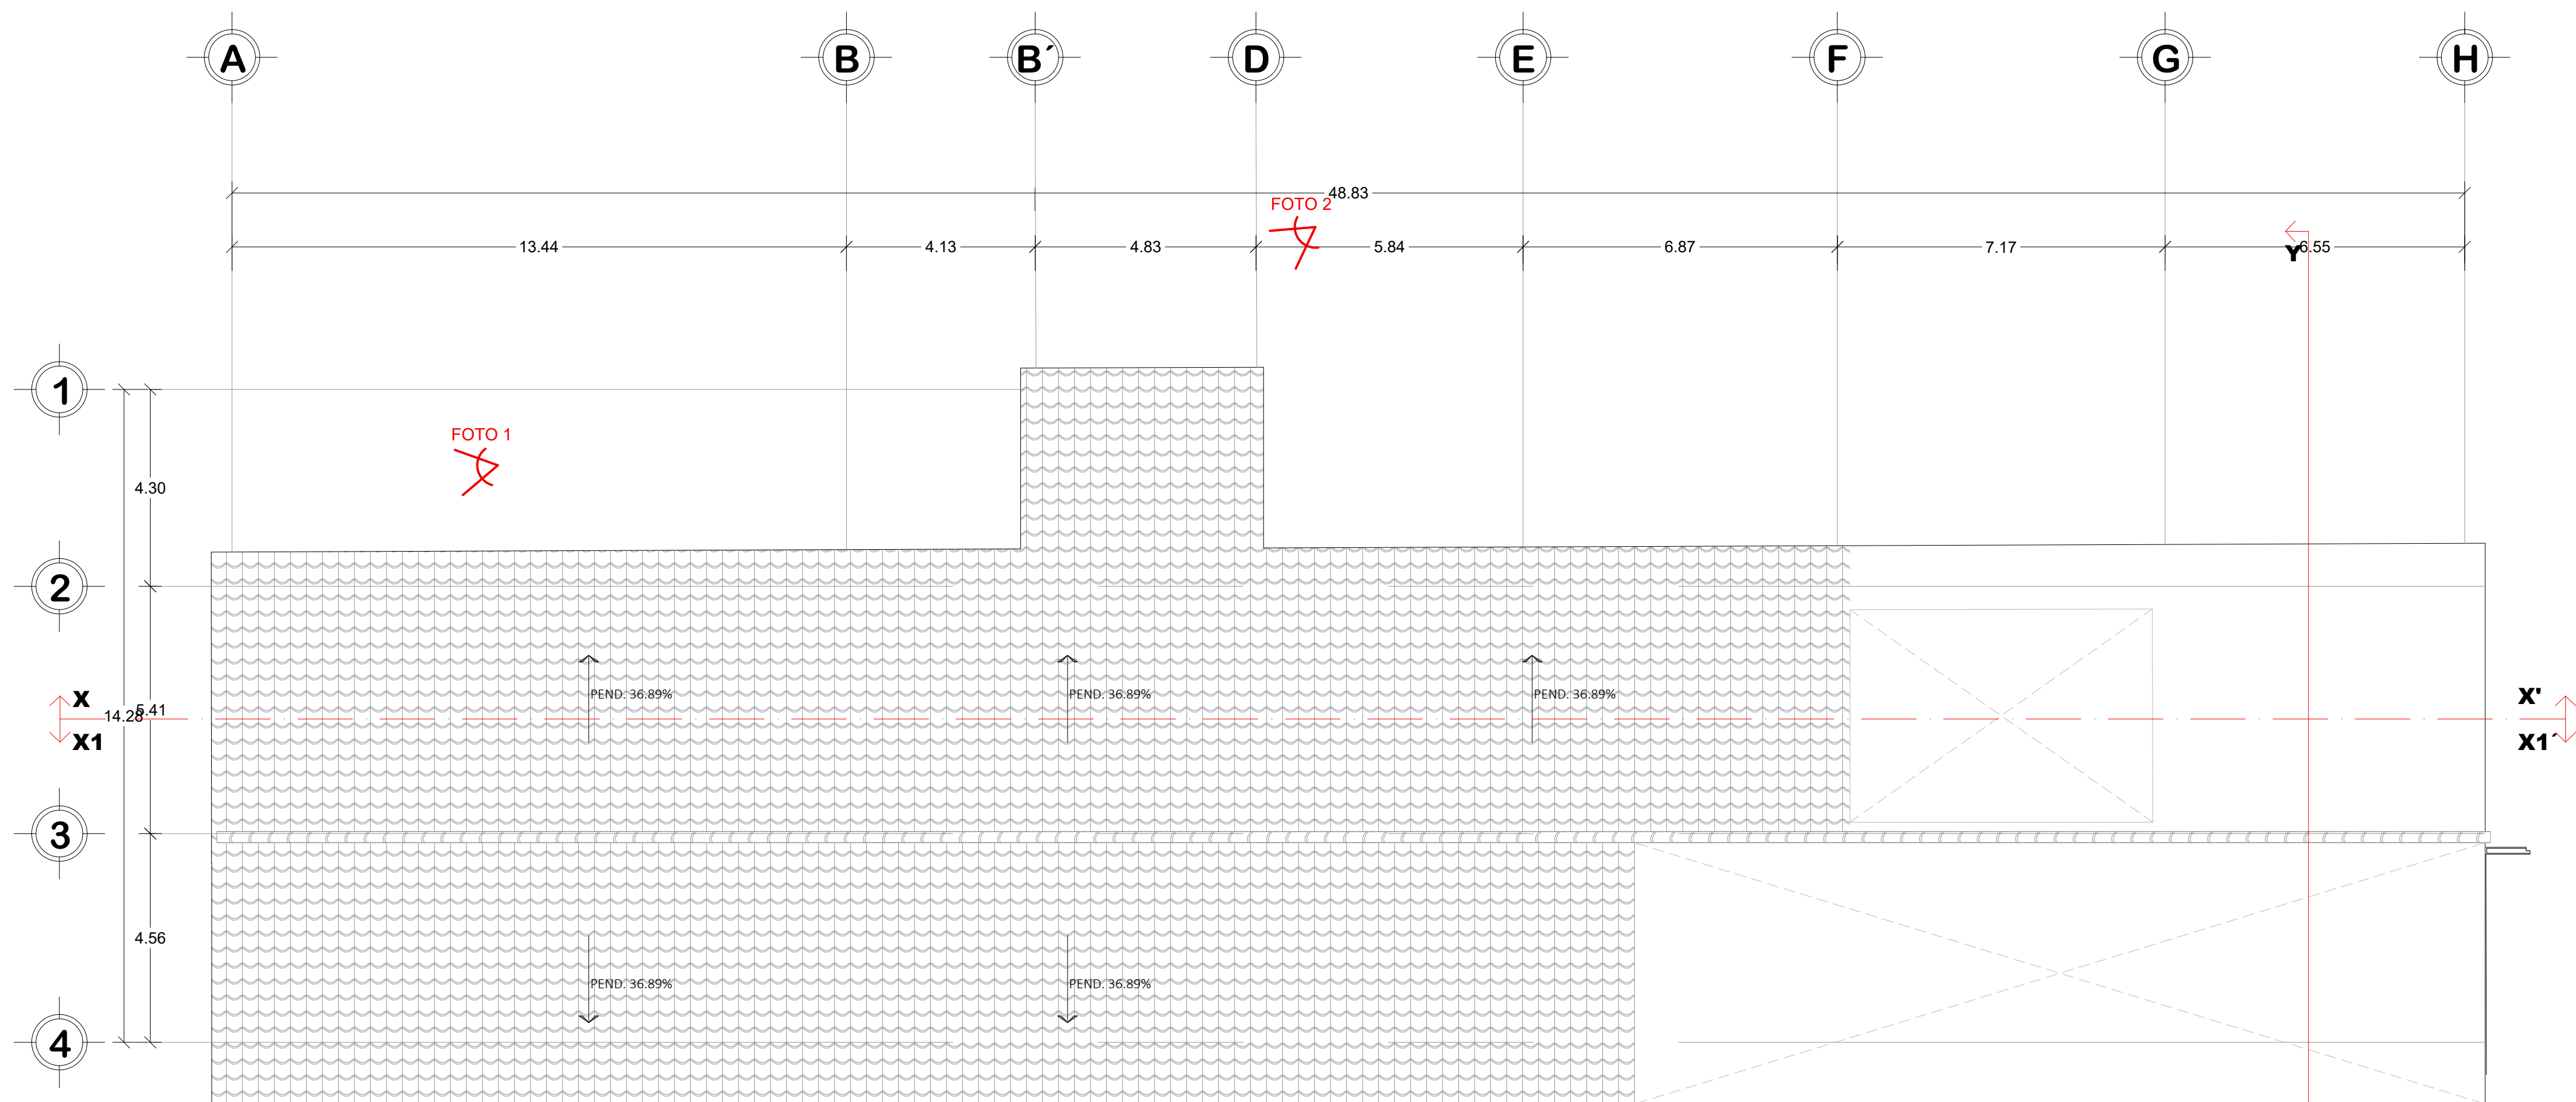 A B B´ D E F G H
48.83
FOTO 2
13.44 4.13 4.83 5.84 6.87 7.17 6.55
Y
1
FOTO 1
4.30
2
PEND. 36.89% PEND. 36.89% PEND. 36.89%
X X'
14.28 5.41
X1 X1´
3
4.56
PEND. 36.89% PEND. 36.89%
4